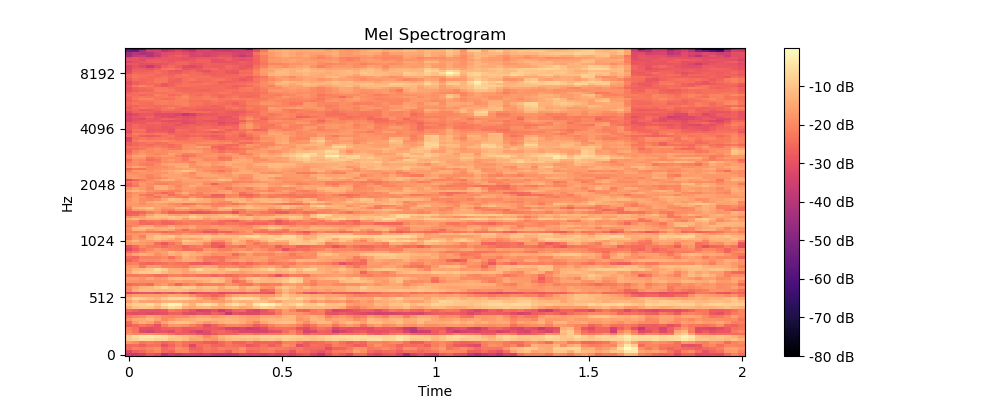 Mel Spectrogram
Hz
8192
4096
2048
1024
512
0
0
0.5
1
1.5
2
Time
-10 dB
-20 dB
-30 dB
-40 dB
-50 dB
-60 dB
-70 dB
-80 dB